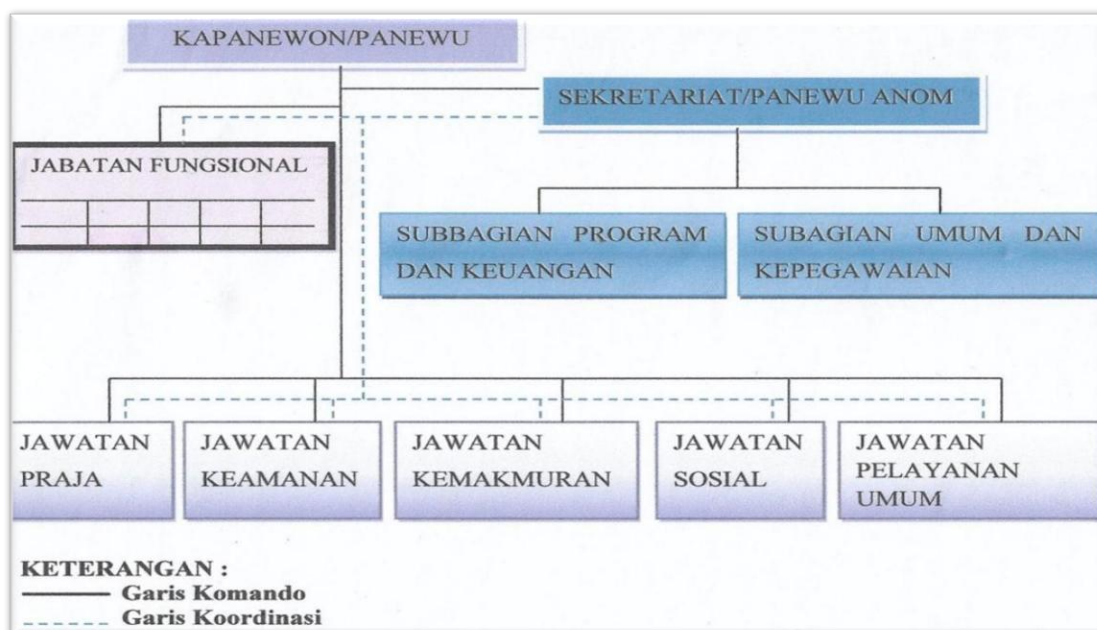 KAPANEWON/PANEWU
SEKRETARIAT/PANEWU ANOM
JABATAN FUNGSIONAL
SUBBAGIAN PROGRAM
DAN KEUANGAN
SUBAGIAN UMUM DAN
KEPEGAWAIAN
JAWATAN
PRAJA
JAWATAN
KEAMANAN
JAWATAN
KEMAKMURAN
JAWATAN
SOSIAL
JAWATAN
PELAYANAN
UMUM
KETERANGAN :
Garis Komando
Garis Koordinasi